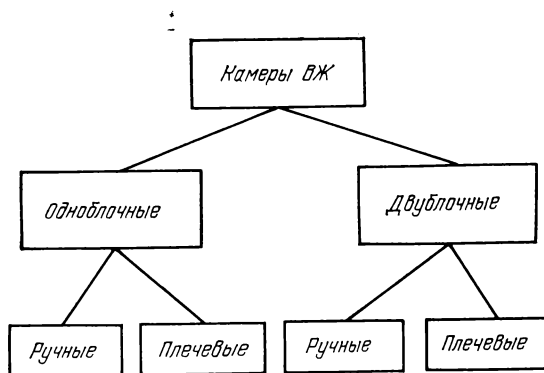 Камеры ВЖ
Одноблочные
Двублочные
Ручные
Плечевые
Ручные
Плечевые